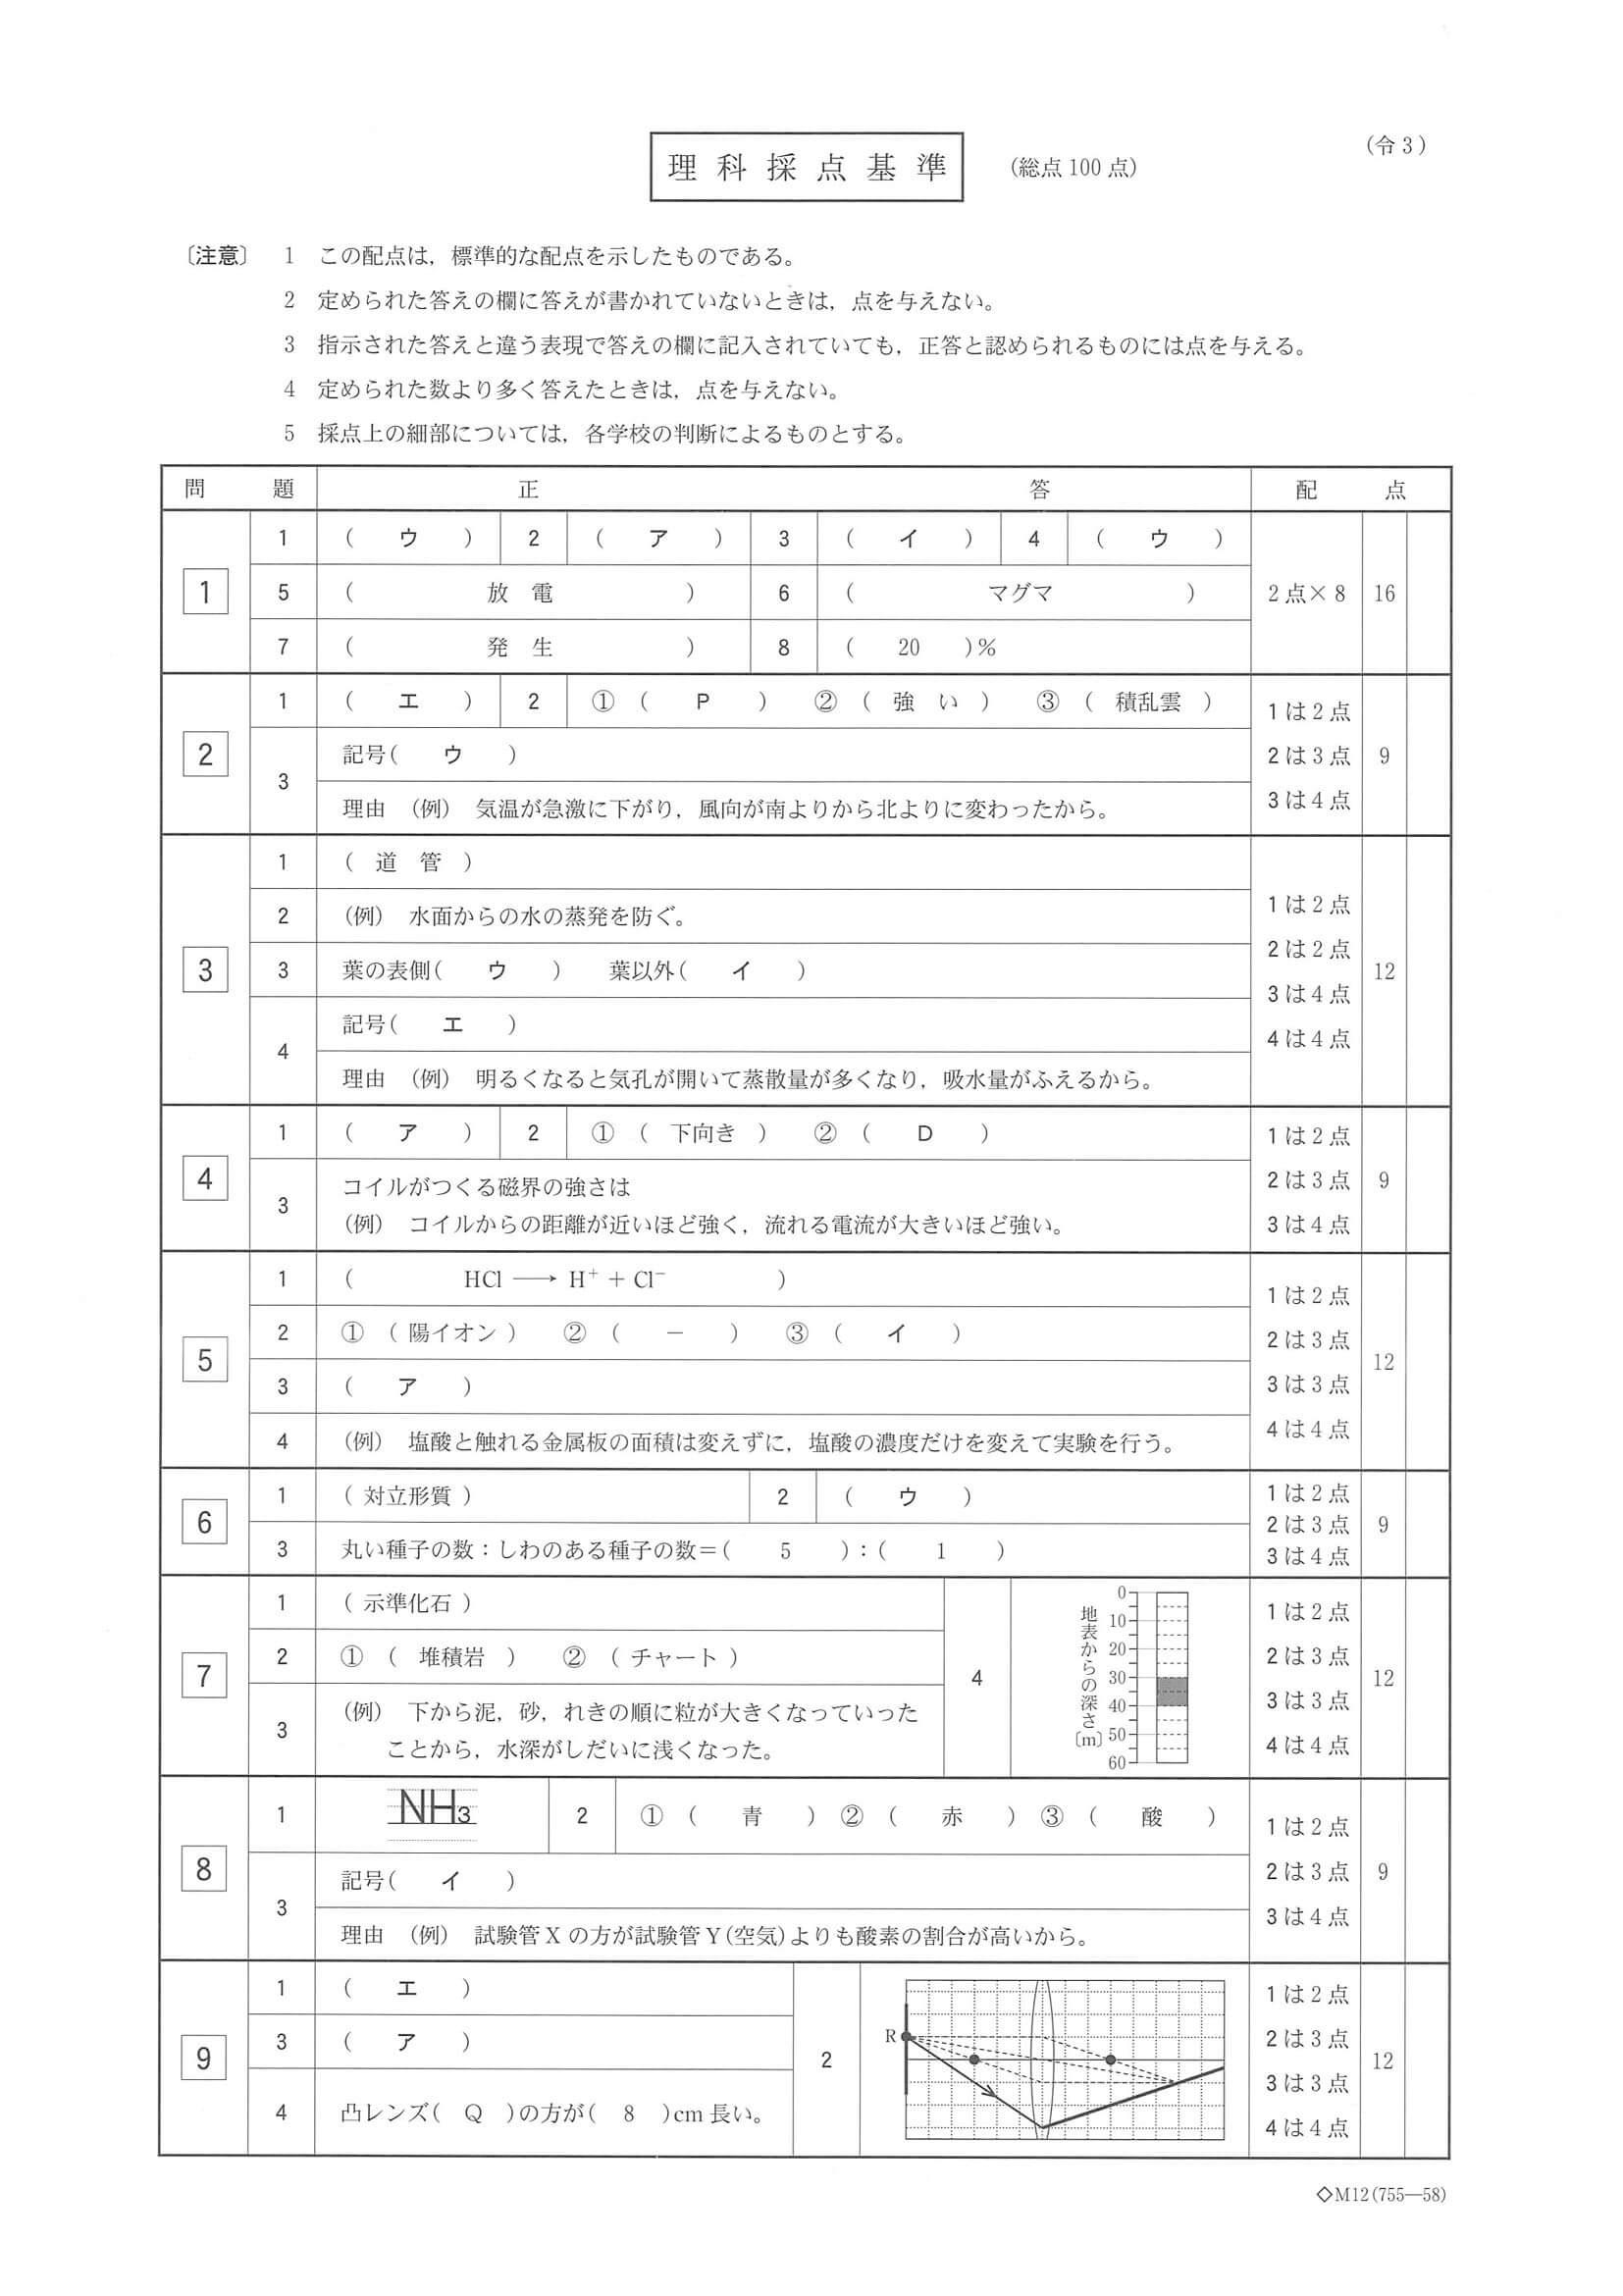 (令3)
理科採点基準 (総点100点)
〔注意〕 1 この配点は，標準的な配点を示したものである。
2 定められた答えの欄に答えが書かれていないときは，点を与えない。
3 指示された答えと違う表現で答えの欄に記入されていても，正答と認められるものには点を与える。
4 定められた数より多く答えたときは，点を与えない。
5 採点上の細部については，各学校の判断によるものとする。
問 題 正 答 配 点
1 1 ( ウ ) 2 ( ア ) 3 ( イ ) 4 ( ウ ) 2点×8 16
5 ( 放 電 ) 6 ( マグマ )
7 ( 発 生 ) 8 ( 20 )%
2 1 ( エ ) 2 ① ( P ) ② ( 強 い ) ③ ( 積乱雲 ) 1は2点 2は3点 3は4点 9
3 記号( ウ )
理由 (例) 気温が急激に下がり，風向が南よりから北よりに変わったから。
3 1 ( 道 管 ) 1は2点 2は2点 3は4点 4は4点 12
2 (例) 水面からの水の蒸発を防ぐ。
3 葉の表側( ウ ) 葉以外( イ )
4 記号( エ )
理由 (例) 明るくなると気孔が開いて蒸散量が多くなり，吸水量がふえるから。
4 1 ( ア ) 2 ① ( 下向き ) ② ( D ) 1は2点 2は3点 3は4点 9
3 コイルがつくる磁界の強さは
(例) コイルからの距離が近いほど強く，流れる電流が大きいほど強い。
5 1 ( HCl ⟶ H⁺ + Cl⁻ ) 1は2点 2は3点 3は3点 4は4点 12
2 ① ( 陽イオン ) ② ( − ) ③ ( イ )
3 ( ア )
4 (例) 塩酸と触れる金属板の面積は変えずに，塩酸の濃度だけを変えて実験を行う。
6 1 ( 対立形質 ) 2 ( ウ ) 1は2点 2は3点 3は4点 9
3 丸い種子の数：しわのある種子の数＝( 5 )：( 1 )
7 1 ( 示準化石 ) 1は2点 2は3点 3は3点 4は4点 12
2 ① ( 堆積岩 ) ② ( チャート )
3 (例) 下から泥，砂，れきの順に粒が大きくなっていった
ことから，水深がしだいに浅くなった。
4 地表からの深さ〔m〕 0 10 20 30 40 50 60
8 1 NH₃ 2 ① ( 青 ) ② ( 赤 ) ③ ( 酸 ) 1は2点 2は3点 3は4点 9
3 記号( イ )
理由 (例) 試験管Xの方が試験管Y(空気)よりも酸素の割合が高いから。
9 1 ( エ ) 1は2点 2は3点 3は3点 4は4点 12
3 ( ア )
2 R
4 凸レンズ( Q )の方が( 8 )cm長い。
◇M12(755—58)